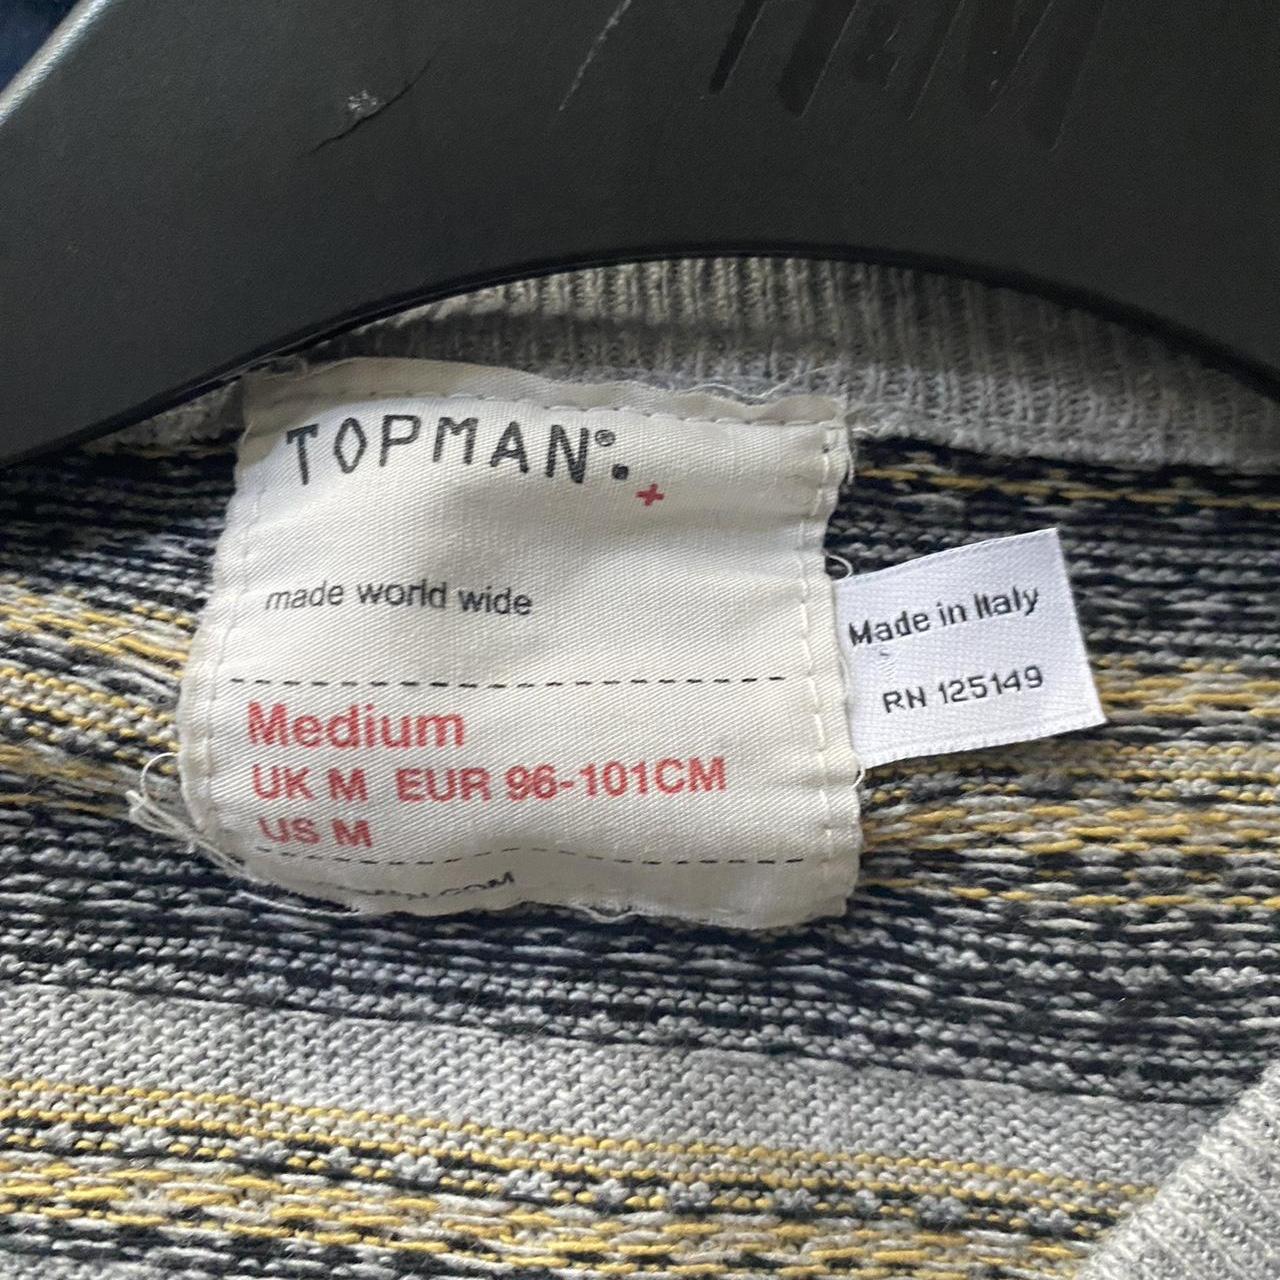 H&M
TOPMAN®.
+
made world wide
Medium
UK M EUR 96-101CM
US M
Made in Italy
RN 125149